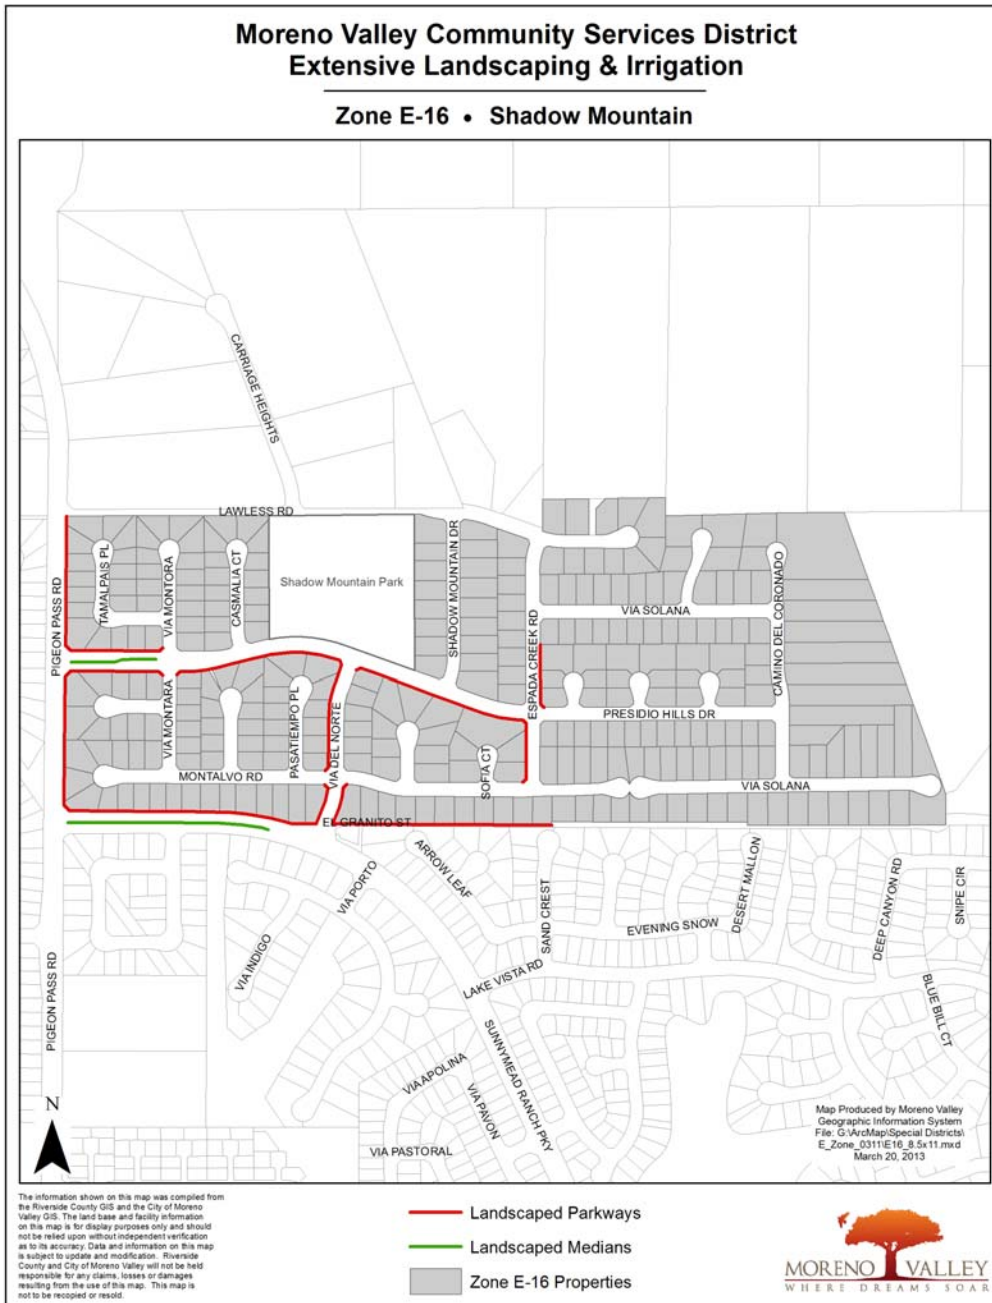 Moreno Valley Community Services District
Extensive Landscaping & Irrigation
Zone E-16 • Shadow Mountain
CARRIAGE HEIGHTS
LAWLESS RD
PIGEON PASS RD
TAMALPAIS PL
VIA MONTORA
CASMALIA CT
Shadow Mountain Park
SHADOW MOUNTAIN DR
ESPADA CREEK RD
VIA SOLANA
CAMINO DEL CORONADO
VIA MONTARA
PASATIEMPO PL
VIA DEL NORTE
PRESIDIO HILLS DR
MONTALVO RD
SOFIA CT
VIA SOLANA
EL GRANITO ST
ARROW LEAF
VIA PORTO
SAND CREST
EVENING SNOW
DESERT MALLON
DEEP CANYON RD
SNIPE CIR
VIA INDIGO
PIGEON PASS RD
LAKE VISTA RD
BLUE BILL CT
SUNNYMEAD RANCH PKY
VIA APOLINA
VIA PAVON
VIA PASTORAL
N
Map Produced by Moreno Valley
Geographic Information System
File: G:\ArcMap\Special Districts\
E_Zone_0311\E16_8.5x11.mxd
March 20, 2013
The information shown on this map was compiled from
the Riverside County GIS and the City of Moreno
Valley GIS. The land base and facility information
on this map is for display purposes only and should
not be relied upon without independent verification
as to its accuracy. Data and information on this map
is subject to update and modification. Riverside
County and City of Moreno Valley will not be held
responsible for any claims, losses or damages
resulting from the use of this map. This map is
not to be recopied or resold.
Landscaped Parkways
Landscaped Medians
Zone E-16 Properties
MORENO VALLEY
WHERE DREAMS SOAR